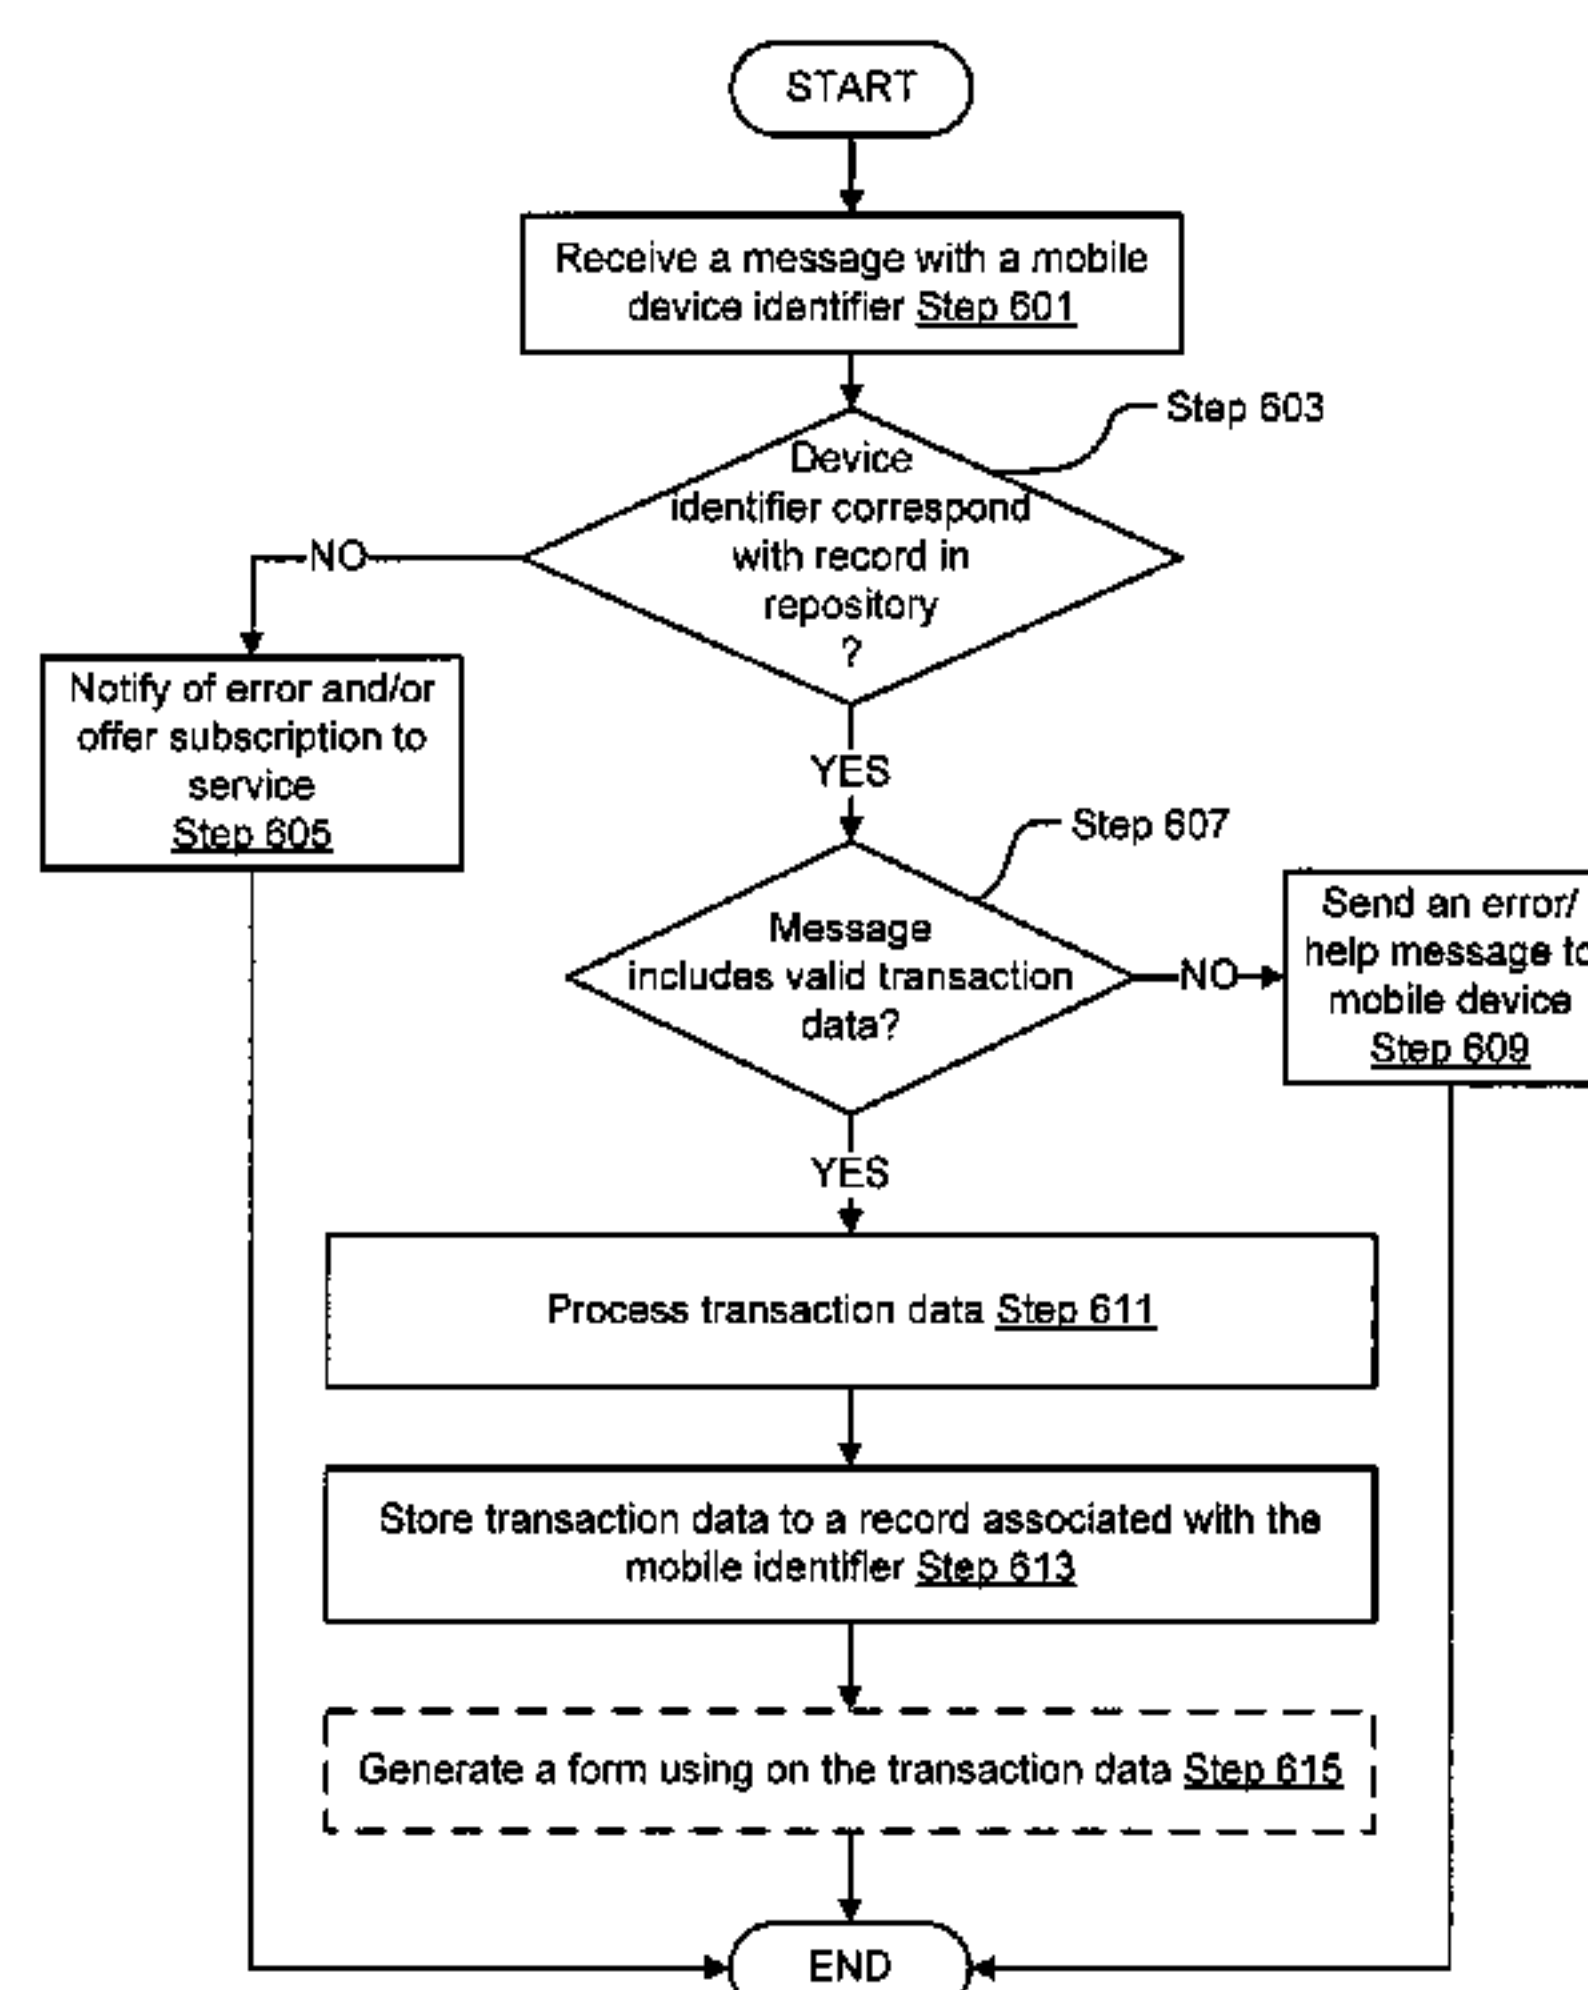 START
Receive a message with a mobile
device identifier Step 601
Step 603
Device
identifier correspond
with record in
repository
?
NO
Notify of error and/or
offer subscription to
service
Step 605
YES
Step 607
Message
includes valid transaction
data?
NO
Send an error/
help message to
mobile device
Step 609
YES
Process transaction data Step 611
Store transaction data to a record associated with the
mobile identifier Step 613
Generate a form using on the transaction data Step 615
END